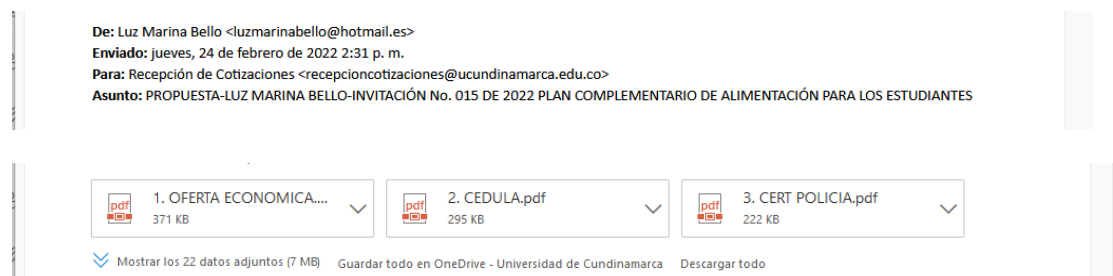 De: Luz Marina Bello <luzmarinabello@hotmail.es>
Enviado: jueves, 24 de febrero de 2022 2:31 p. m.
Para: Recepción de Cotizaciones <recepcioncotizaciones@ucundinamarca.edu.co>
Asunto: PROPUESTA-LUZ MARINA BELLO-INVITACIÓN No. 015 DE 2022 PLAN COMPLEMENTARIO DE ALIMENTACIÓN PARA LOS ESTUDIANTES
pdf 1. OFERTA ECONOMICA.... pdf 2. CEDULA.pdf pdf 3. CERT POLICIA.pdf
371 KB 295 KB 222 KB
Mostrar los 22 datos adjuntos (7 MB) Guardar todo en OneDrive - Universidad de Cundinamarca Descargar todo